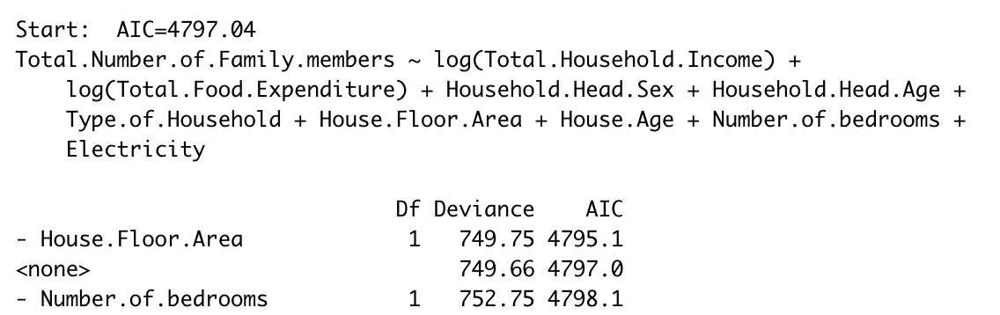 Start:  AIC=4797.04
Total.Number.of.Family.members ~ log(Total.Household.Income) +
    log(Total.Food.Expenditure) + Household.Head.Sex + Household.Head.Age +
    Type.of.Household + House.Floor.Area + House.Age + Number.of.bedrooms +
    Electricity

                            Df Deviance    AIC
- House.Floor.Area           1   749.75 4795.1
<none>                           749.66 4797.0
- Number.of.bedrooms         1   752.75 4798.1